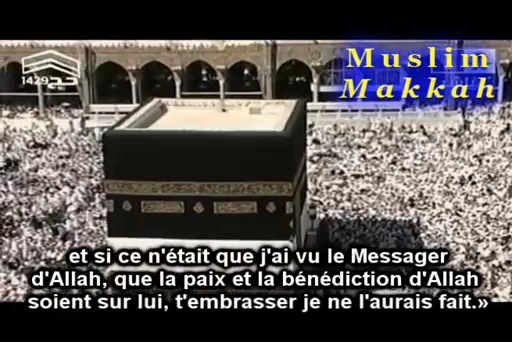 1429 حج
Muslim
Makkah
et si ce n'était que j'ai vu le Messager
d'Allah, que la paix et la bénédiction d'Allah
soient sur lui, t'embrasser je ne l'aurais fait.»